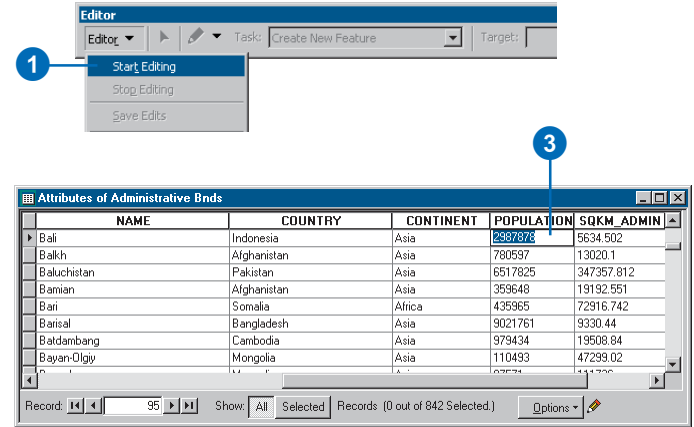 Editor
Editor Task: Create New Feature Target:
1
Start Editing
Stop Editing
Save Edits
3
Attributes of Administrative Bnds
NAME COUNTRY CONTINENT POPULATION SQKM_ADMIN
Bali Indonesia Asia 2987878 5634.502
Balkh Afghanistan Asia 780597 13020.1
Baluchistan Pakistan Asia 6517825 347357.812
Bamian Afghanistan Asia 359648 19192.551
Bari Somalia Africa 435965 72916.742
Barisal Bangladesh Asia 9021761 9330.44
Batdambang Cambodia Asia 979434 19508.84
Bayan-Olgiy Mongolia Asia 110493 47299.02
Record: 95 Show: All Selected Records (0 out of 842 Selected.) Options